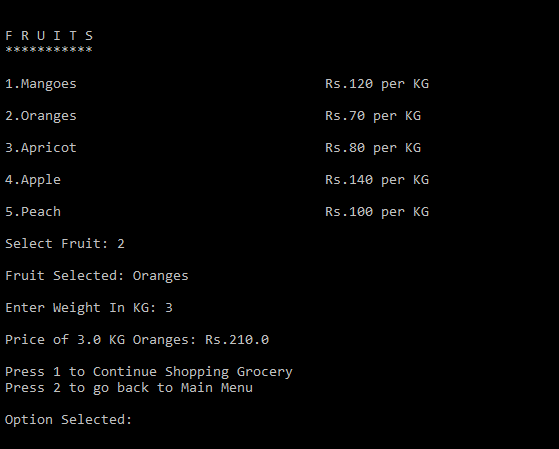 F R U I T S
***********
1.Mangoes Rs.120 per KG
2.Oranges Rs.70 per KG
3.Apricot Rs.80 per KG
4.Apple Rs.140 per KG
5.Peach Rs.100 per KG
Select Fruit: 2
Fruit Selected: Oranges
Enter Weight In KG: 3
Price of 3.0 KG Oranges: Rs.210.0
Press 1 to Continue Shopping Grocery
Press 2 to go back to Main Menu
Option Selected: